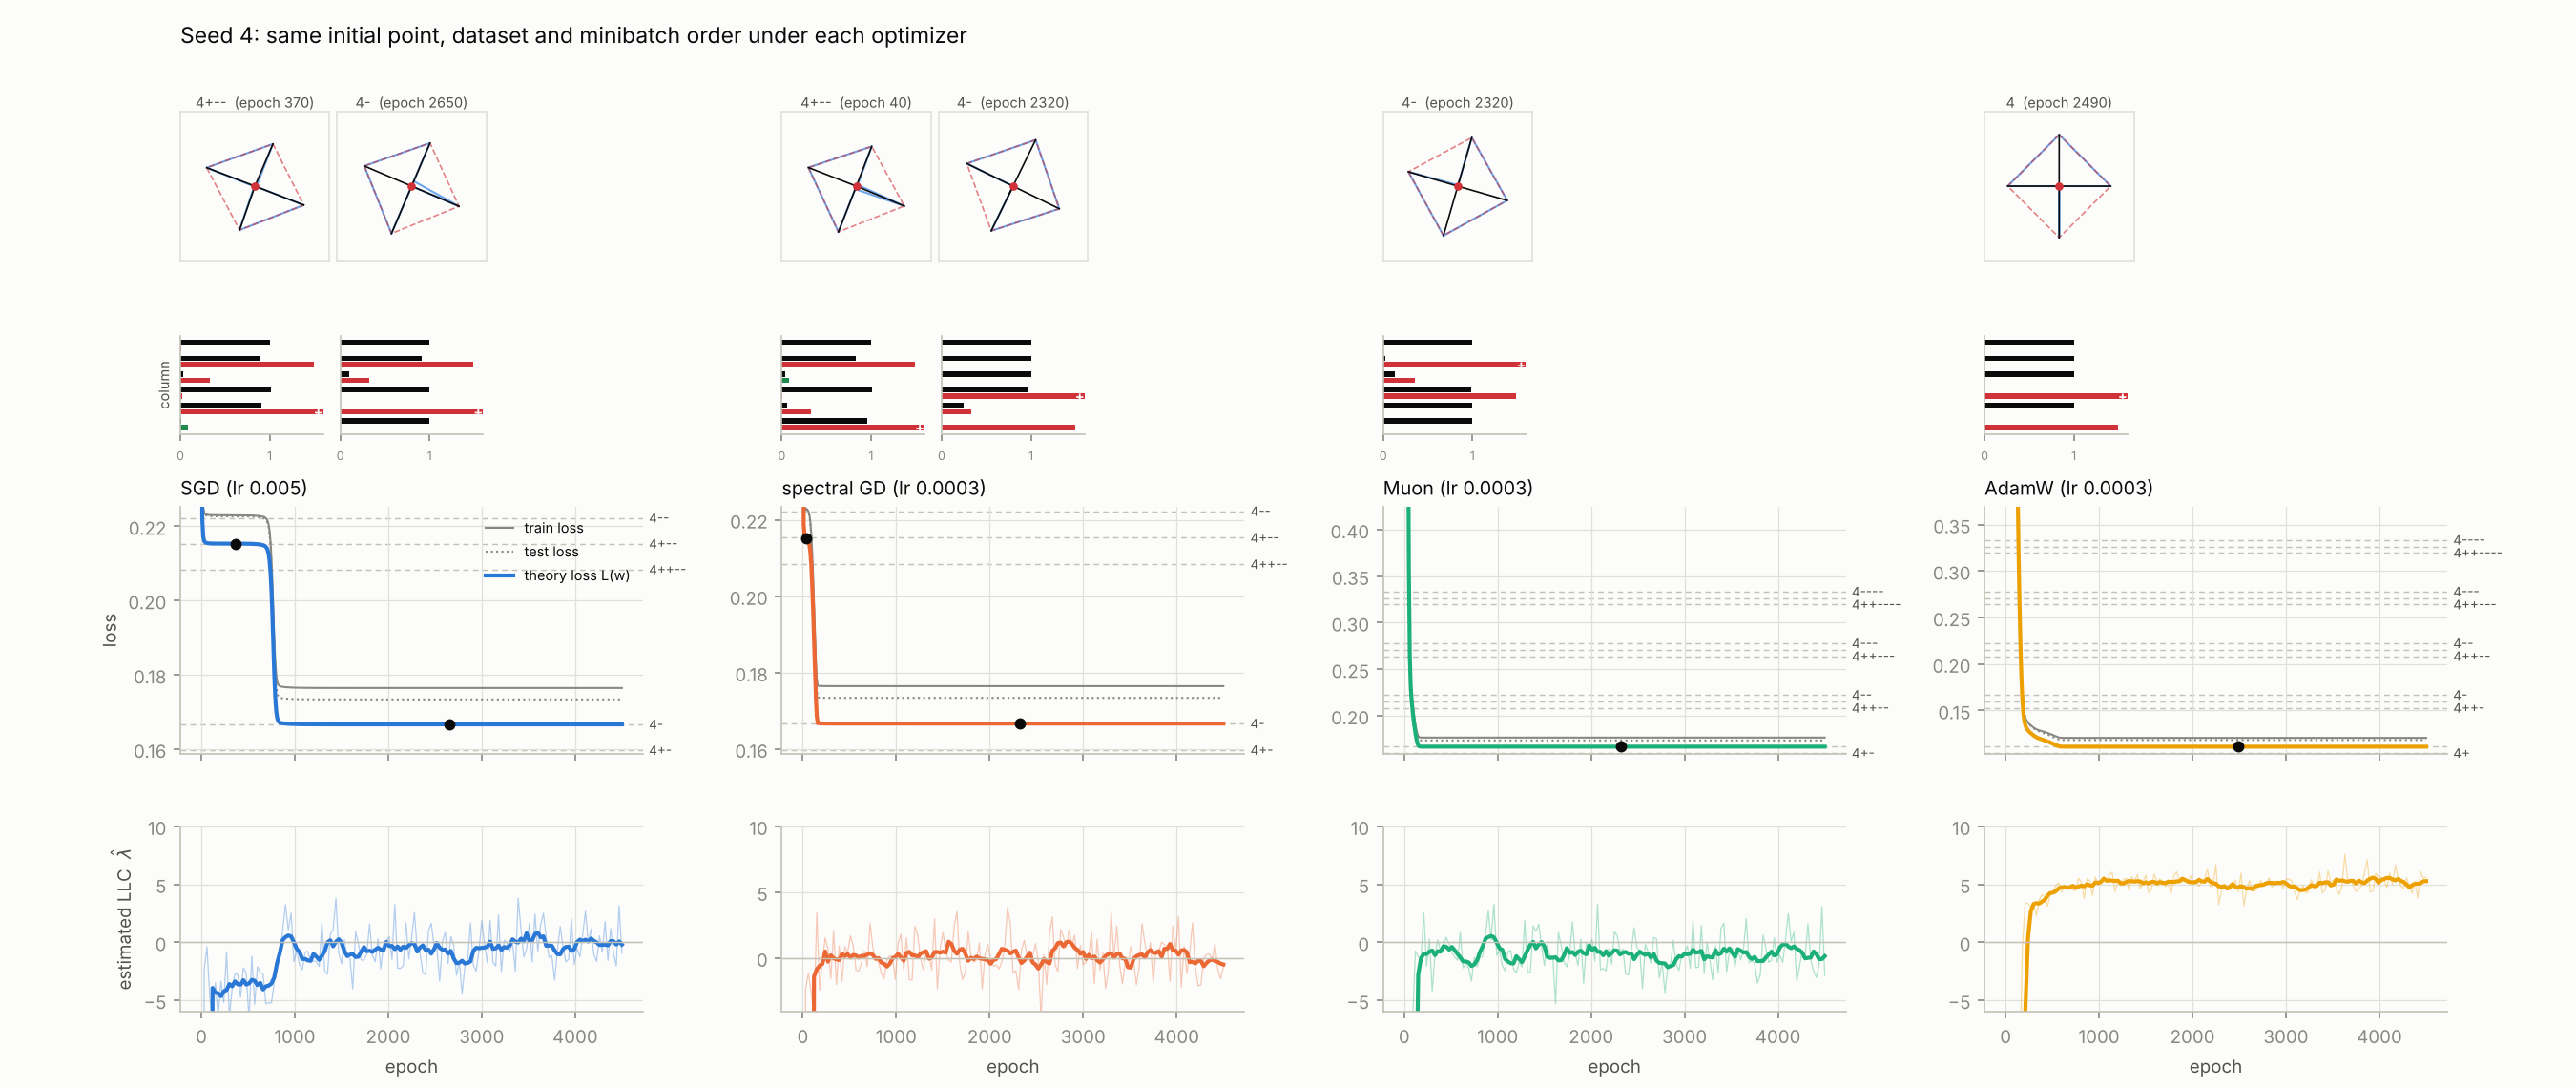 Seed 4: same initial point, dataset and minibatch order under each optimizer
4+-- (epoch 370)
4- (epoch 2650)
4+-- (epoch 40)
4- (epoch 2320)
4- (epoch 2320)
4 (epoch 2490)
column
0 1
0 1
0 1
0 1
0 1
0 1
SGD (lr 0.005)
loss
0.22
0.20
0.18
0.16
train loss
test loss
theory loss L(w)
4--
4+--
4++--
4-
4+-
spectral GD (lr 0.0003)
0.22
0.20
0.18
0.16
4--
4+--
4++--
4-
4+-
Muon (lr 0.0003)
0.40
0.35
0.30
0.25
0.20
4----
4++----
4---
4++---
4--
4++--
4+-
AdamW (lr 0.0003)
0.35
0.30
0.25
0.20
0.15
4----
4++----
4---
4++---
4--
4++--
4-
4++-
4+
estimated LLC λ̂
10
5
0
−5
0 1000 2000 3000 4000
epoch
10
5
0
0 1000 2000 3000 4000
epoch
10
5
0
−5
0 1000 2000 3000 4000
epoch
10
5
0
−5
0 1000 2000 3000 4000
epoch